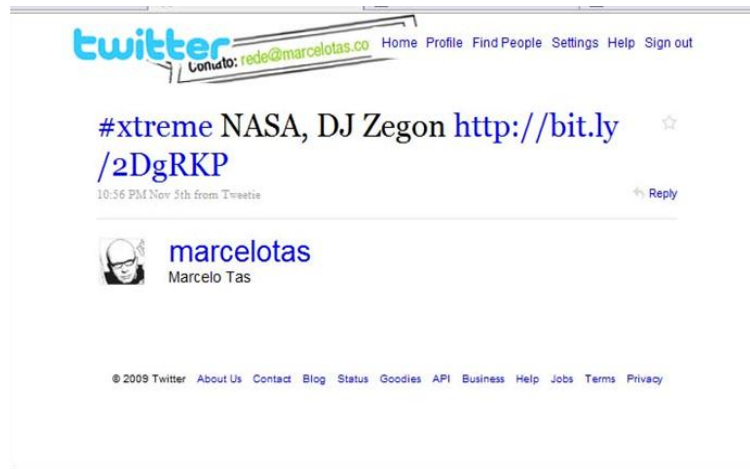 twitter
Contato: rede@marcelotas.co
Home Profile Find People Settings Help Sign out
#xtreme NASA, DJ Zegon http://bit.ly
/2DgRKP
10:56 PM Nov 5th from Tweetie
Reply
marcelotas
Marcelo Tas
© 2009 Twitter About Us Contact Blog Status Goodies API Business Help Jobs Terms Privacy